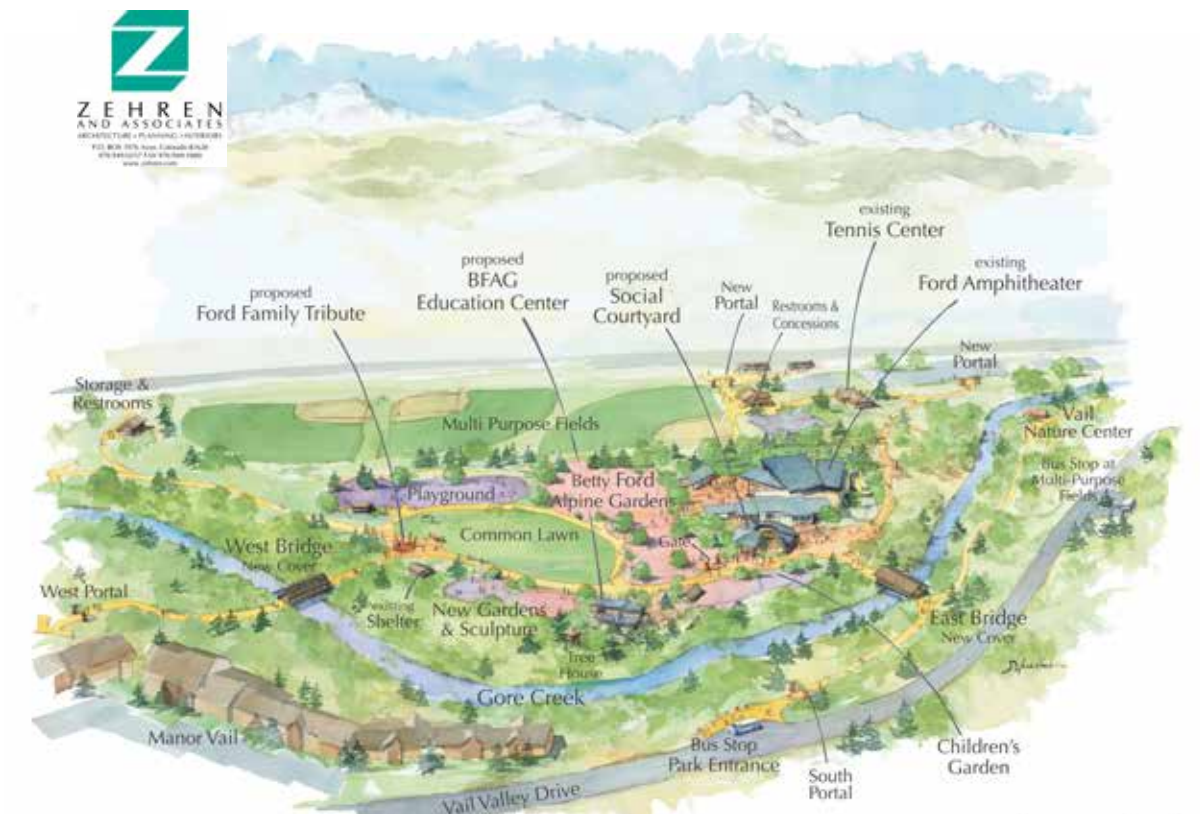 Z
ZEHREN
AND ASSOCIATES
ARCHITECTURE • PLANNING • INTERIORS
www.zehren.com
existing
Tennis Center
existing
Ford Amphitheater
proposed
BFAG
Education Center
proposed
Social
Courtyard
proposed
Ford Family Tribute
New
Portal
Restrooms &
Concessions
New
Portal
Storage &
Restrooms
Multi Purpose Fields
Vail
Nature Center
Bus Stop at
Multi-Purpose
Fields
Playground
Betty Ford
Alpine Gardens
Common Lawn
Gate
West Bridge
New Cover
West Portal
existing
Shelter
New Gardens
& Sculpture
Tree
House
East Bridge
New Cover
Gore Creek
Manor Vail
Bus Stop
Park Entrance
South
Portal
Children's
Garden
Vail Valley Drive